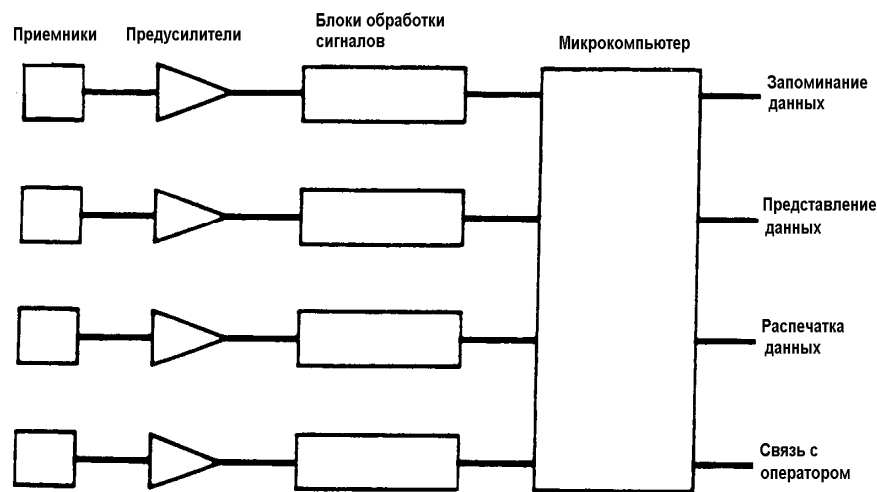 Приемники
Предусилители
Блоки обработки
сигналов
Микрокомпьютер
Запоминание
данных
Представление
данных
Распечатка
данных
Связь с
оператором